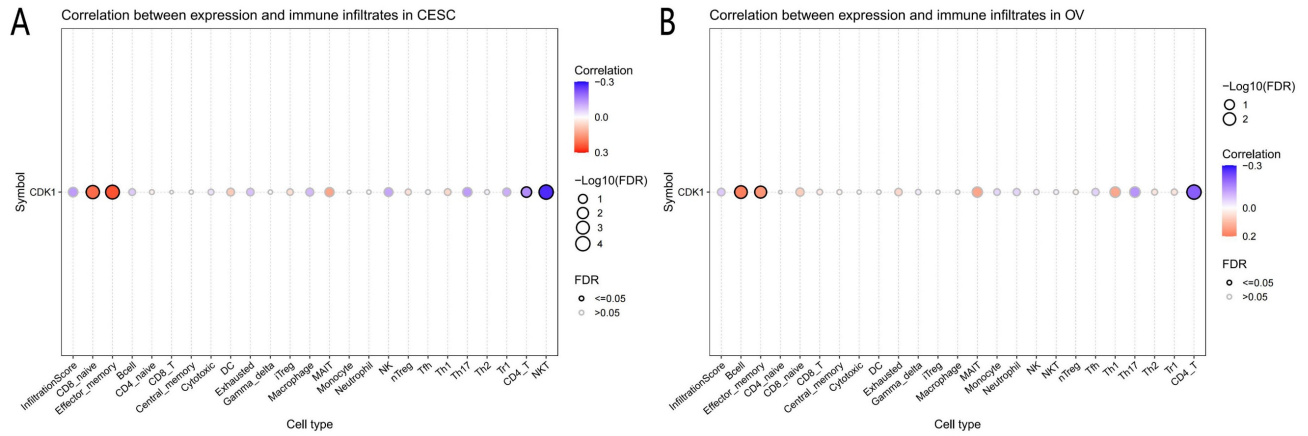 A
Correlation between expression and immune infiltrates in CESC
Symbol
CDK1
InfiltrationScore
CD8_naive
Effector_memory
Bcell
CD4_naive
CD8_T
Central_memory
Cytotoxic
DC
Exhausted
Gamma_delta
iTreg
Macrophage
MAIT
Monocyte
Neutrophil
NK
nTreg
Tfh
Th1
Th17
Th2
Tr1
CD4_T
NKT
Cell type
Correlation
−0.3
0.0
0.3
−Log10(FDR)
1
2
3
4
FDR
<=0.05
>0.05
B
Correlation between expression and immune infiltrates in OV
Symbol
CDK1
InfiltrationScore
Bcell
Effector_memory
CD4_naive
CD8_naive
CD8_T
Central_memory
Cytotoxic
DC
Exhausted
Gamma_delta
iTreg
Macrophage
MAIT
Monocyte
Neutrophil
NK
NKT
nTreg
Tfh
Th1
Th17
Th2
Tr1
CD4_T
Cell type
−Log10(FDR)
1
2
Correlation
−0.3
0.0
0.2
FDR
<=0.05
>0.05